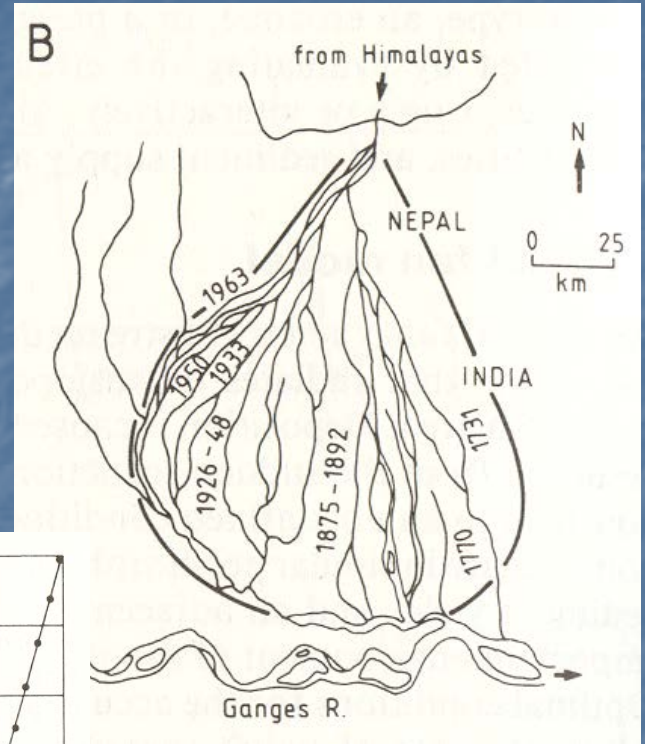 B
from Himalayas
N
NEPAL
0 25
km
-1963
INDIA
1950
1933
1731
1926-48
1875-1892
1770
Ganges R.